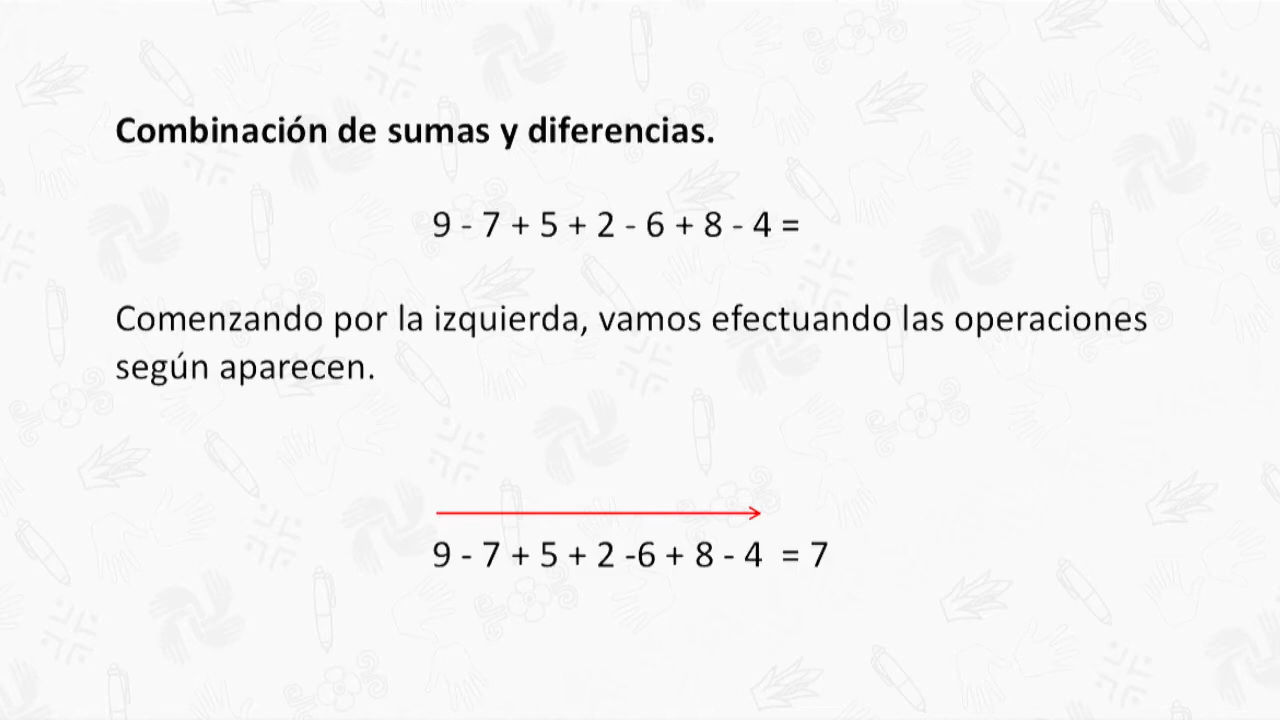 Combinación de sumas y diferencias.
9 - 7 + 5 + 2 - 6 + 8 - 4 =
Comenzando por la izquierda, vamos efectuando las operaciones
según aparecen.
9 - 7 + 5 + 2 -6 + 8 - 4  = 7